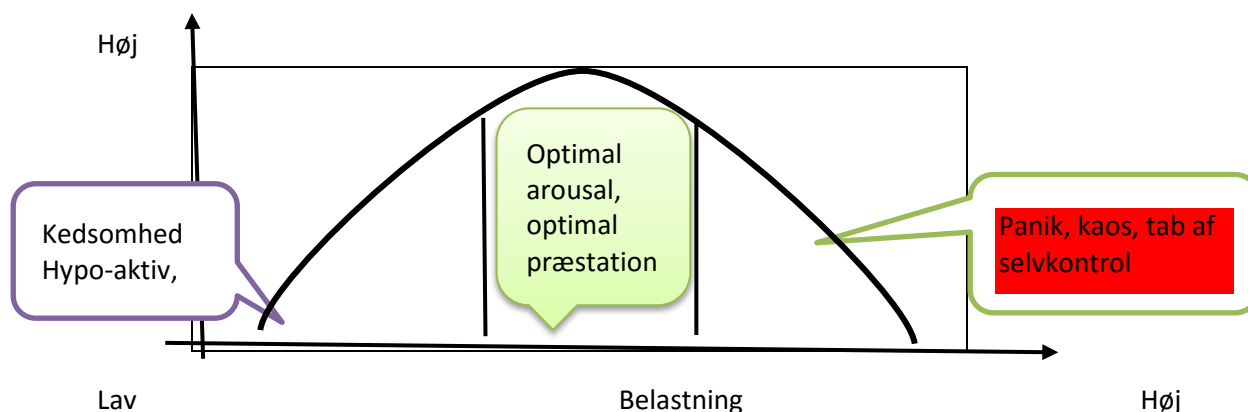 Høj
Optimal
arousal,
optimal
præstation
Kedsomhed
Hypo-aktiv,
Panik, kaos, tab af
selvkontrol
Lav
Belastning
Høj